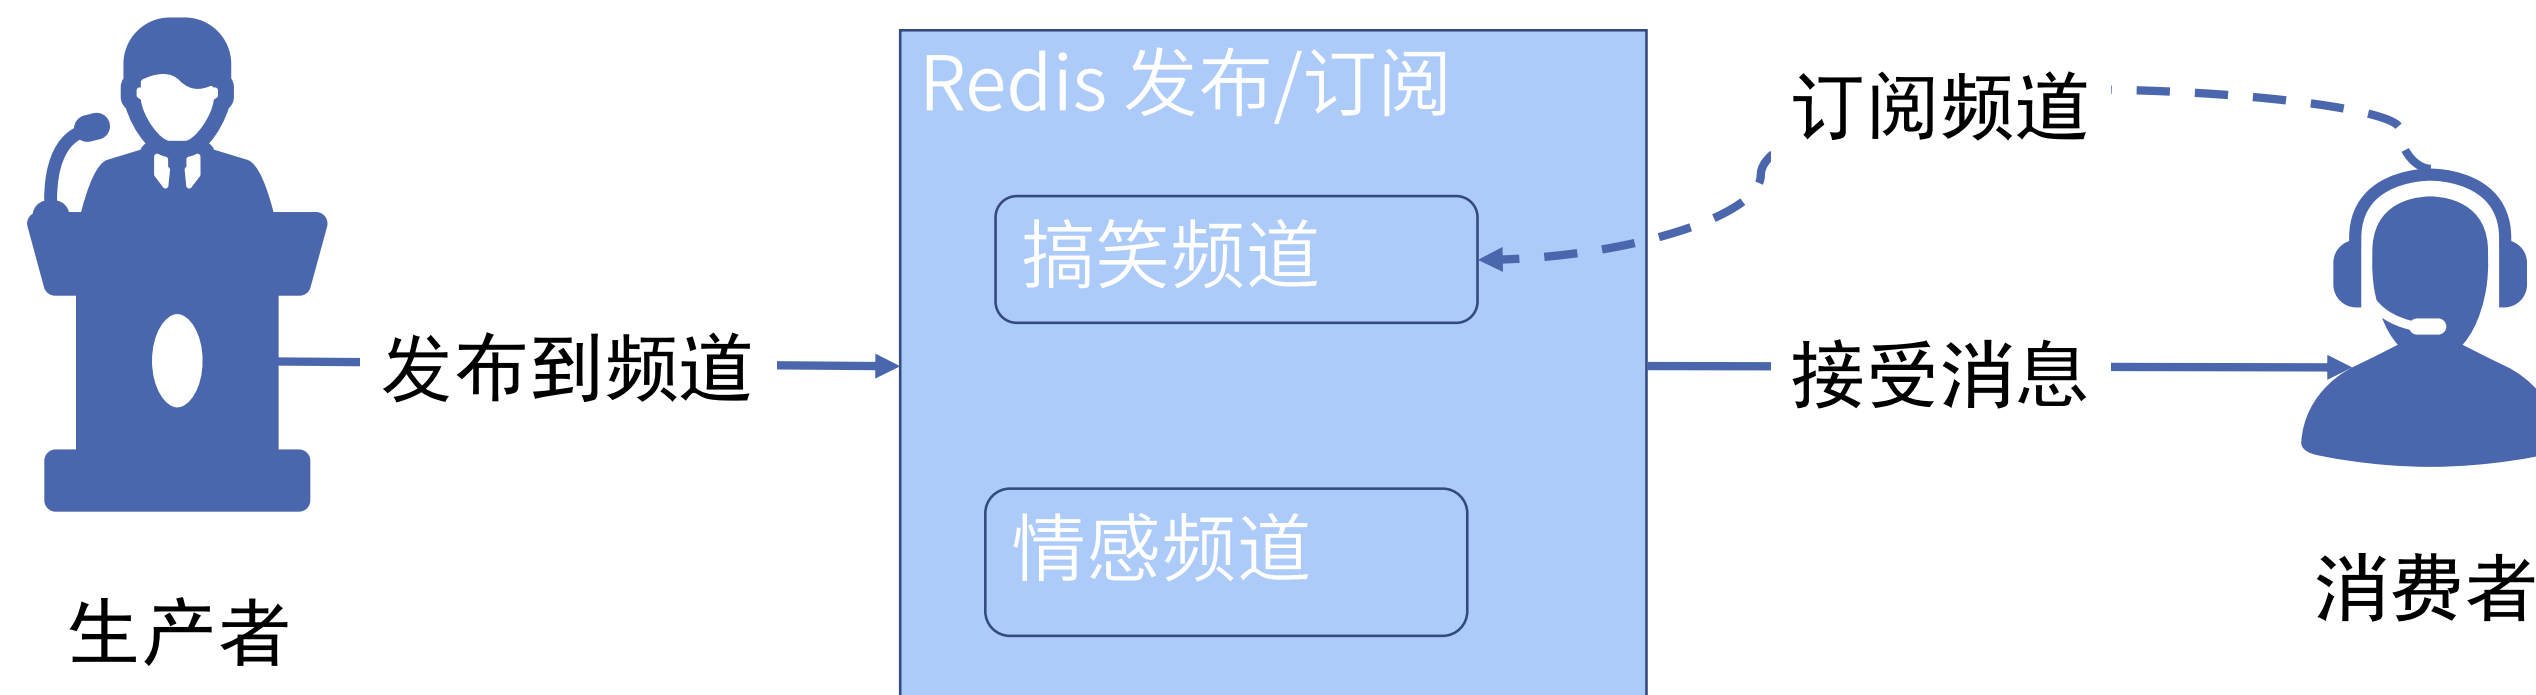 Redis 发布/订阅
订阅频道
搞笑频道
发布到频道
接受消息
情感频道
生产者
消费者